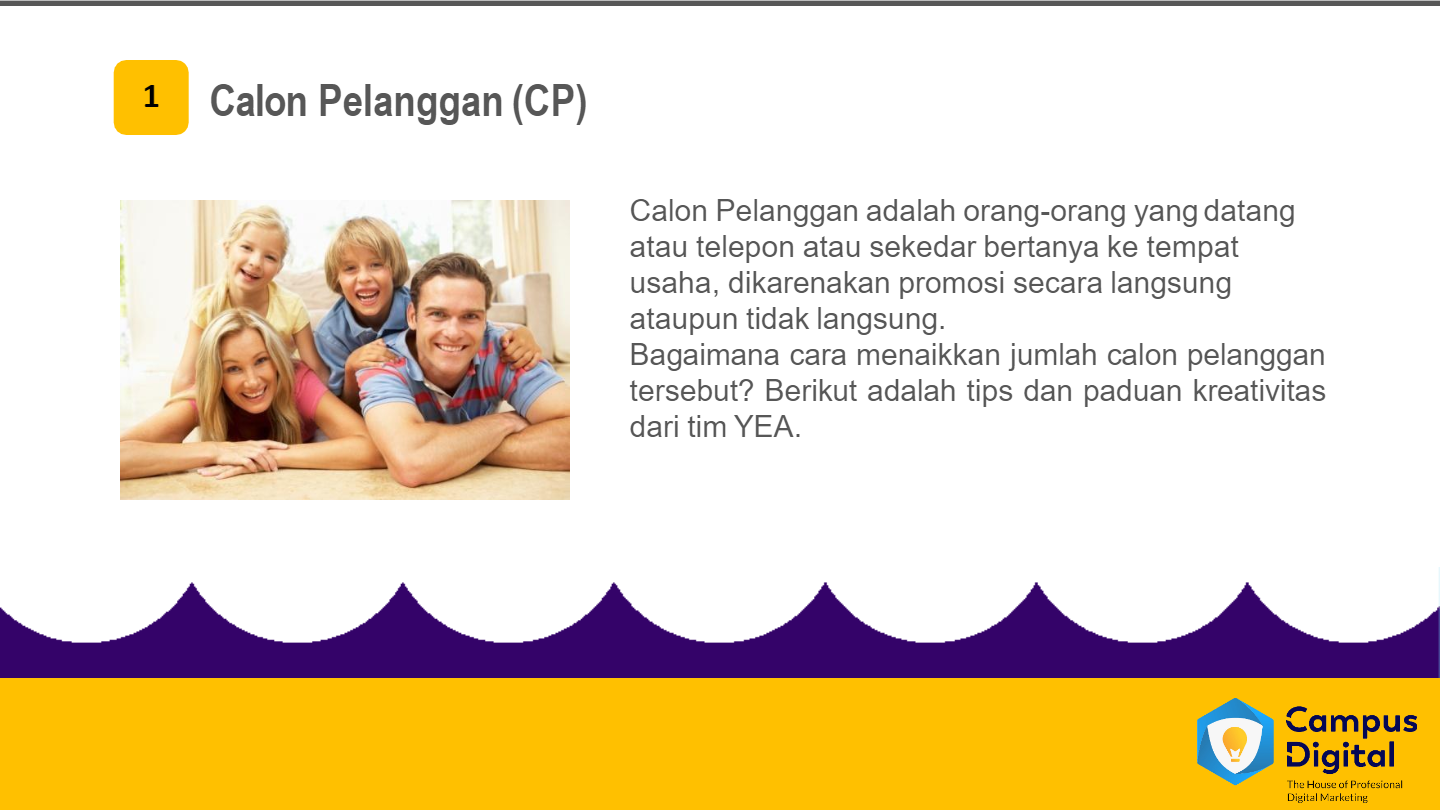 1
Calon Pelanggan (CP)
Calon Pelanggan adalah orang-orang yang datang
atau telepon atau sekedar bertanya ke tempat
usaha, dikarenakan promosi secara langsung
ataupun tidak langsung.
Bagaimana cara menaikkan jumlah calon pelanggan
tersebut? Berikut adalah tips dan paduan kreativitas
dari tim YEA.
Campus
Digital
The House of Profesional
Digital Marketing